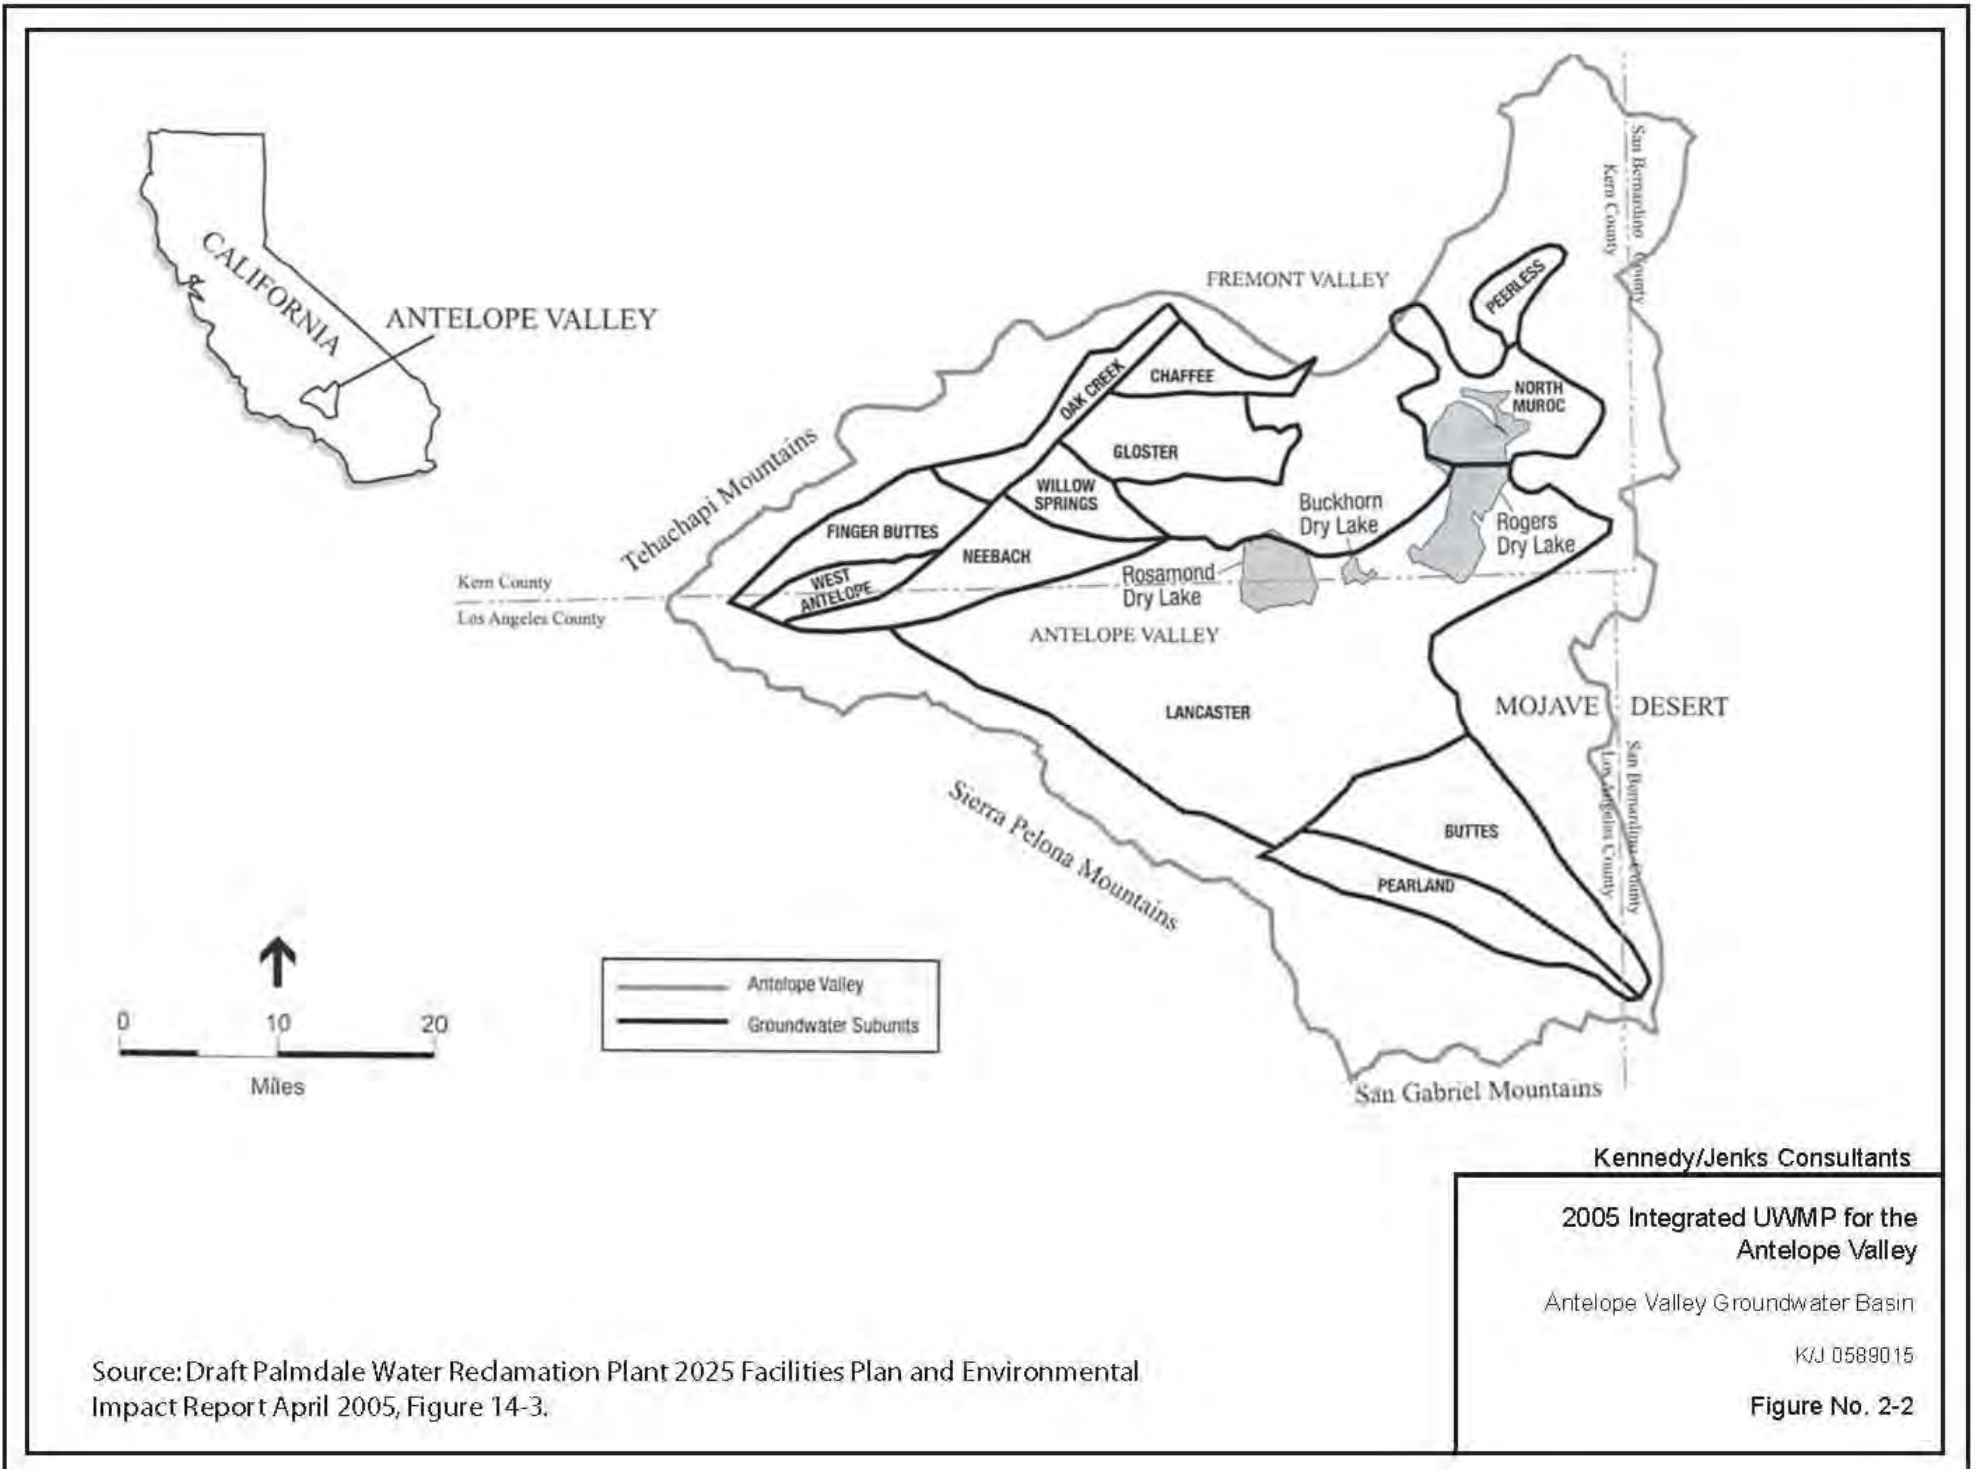 CALIFORNIA
ANTELOPE VALLEY
FREMONT VALLEY
San Bernardino County
Kern County
PEERLESS
OAK CREEK
CHAFFEE
NORTH
MUROC
GLOSTER
Tehachapi Mountains
WILLOW
SPRINGS
Buckhorn
Dry Lake
Rogers
Dry Lake
FINGER BUTTES
NEEBACH
WEST
ANTELOPE
Rosamond
Dry Lake
Kern County
Los Angeles County
ANTELOPE VALLEY
LANCASTER
MOJAVE DESERT
San Bernardino County
Los Angeles County
BUTTES
PEARLAND
Sierra Pelona Mountains
San Gabriel Mountains
0 10 20
Miles
Antelope Valley
Groundwater Subunits
Kennedy/Jenks Consultants
2005 Integrated UWMP for the
Antelope Valley
Antelope Valley Groundwater Basin
K/J 0589015
Figure No. 2-2
Source: Draft Palmdale Water Reclamation Plant 2025 Facilities Plan and Environmental
Impact Report April 2005, Figure 14-3.